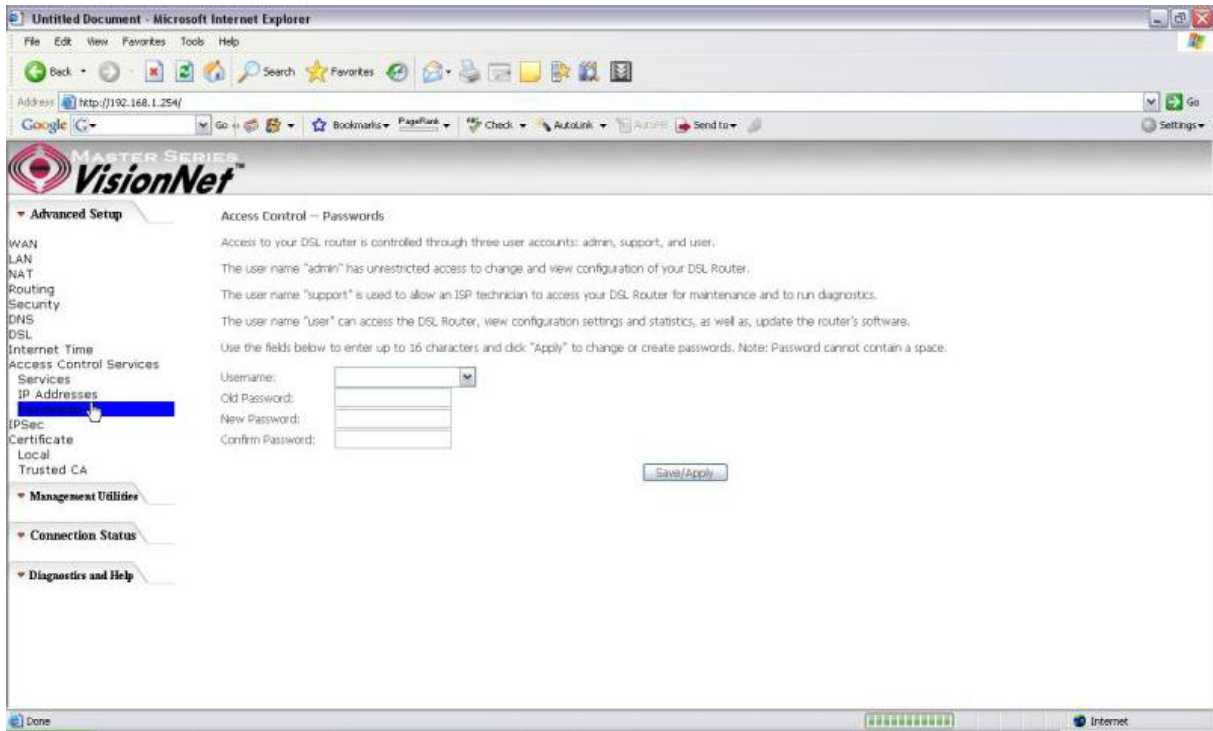 Untitled Document - Microsoft Internet Explorer
File Edit View Favorites Tools Help
Back Search Favorites
Address http://192.168.1.254/ Go
Google G Go Bookmarks PageRank Check AutoLink AutoFill Send to Settings
MASTER SERIES
VisionNet™
Advanced Setup
WAN
LAN
NAT
Routing
Security
DNS
DSL
Internet Time
Access Control Services
Services
IP Addresses
IPSec
Certificate
Local
Trusted CA
Management Utilities
Connection Status
Diagnostics and Help
Access Control -- Passwords
Access to your DSL router is controlled through three user accounts: admin, support, and user.
The user name "admin" has unrestricted access to change and view configuration of your DSL Router.
The user name "support" is used to allow an ISP technician to access your DSL Router for maintenance and to run diagnostics.
The user name "user" can access the DSL Router, view configuration settings and statistics, as well as, update the router's software.
Use the fields below to enter up to 16 characters and click "Apply" to change or create passwords. Note: Password cannot contain a space.
Username:
Old Password:
New Password:
Confirm Password:
Save/Apply
Done Internet